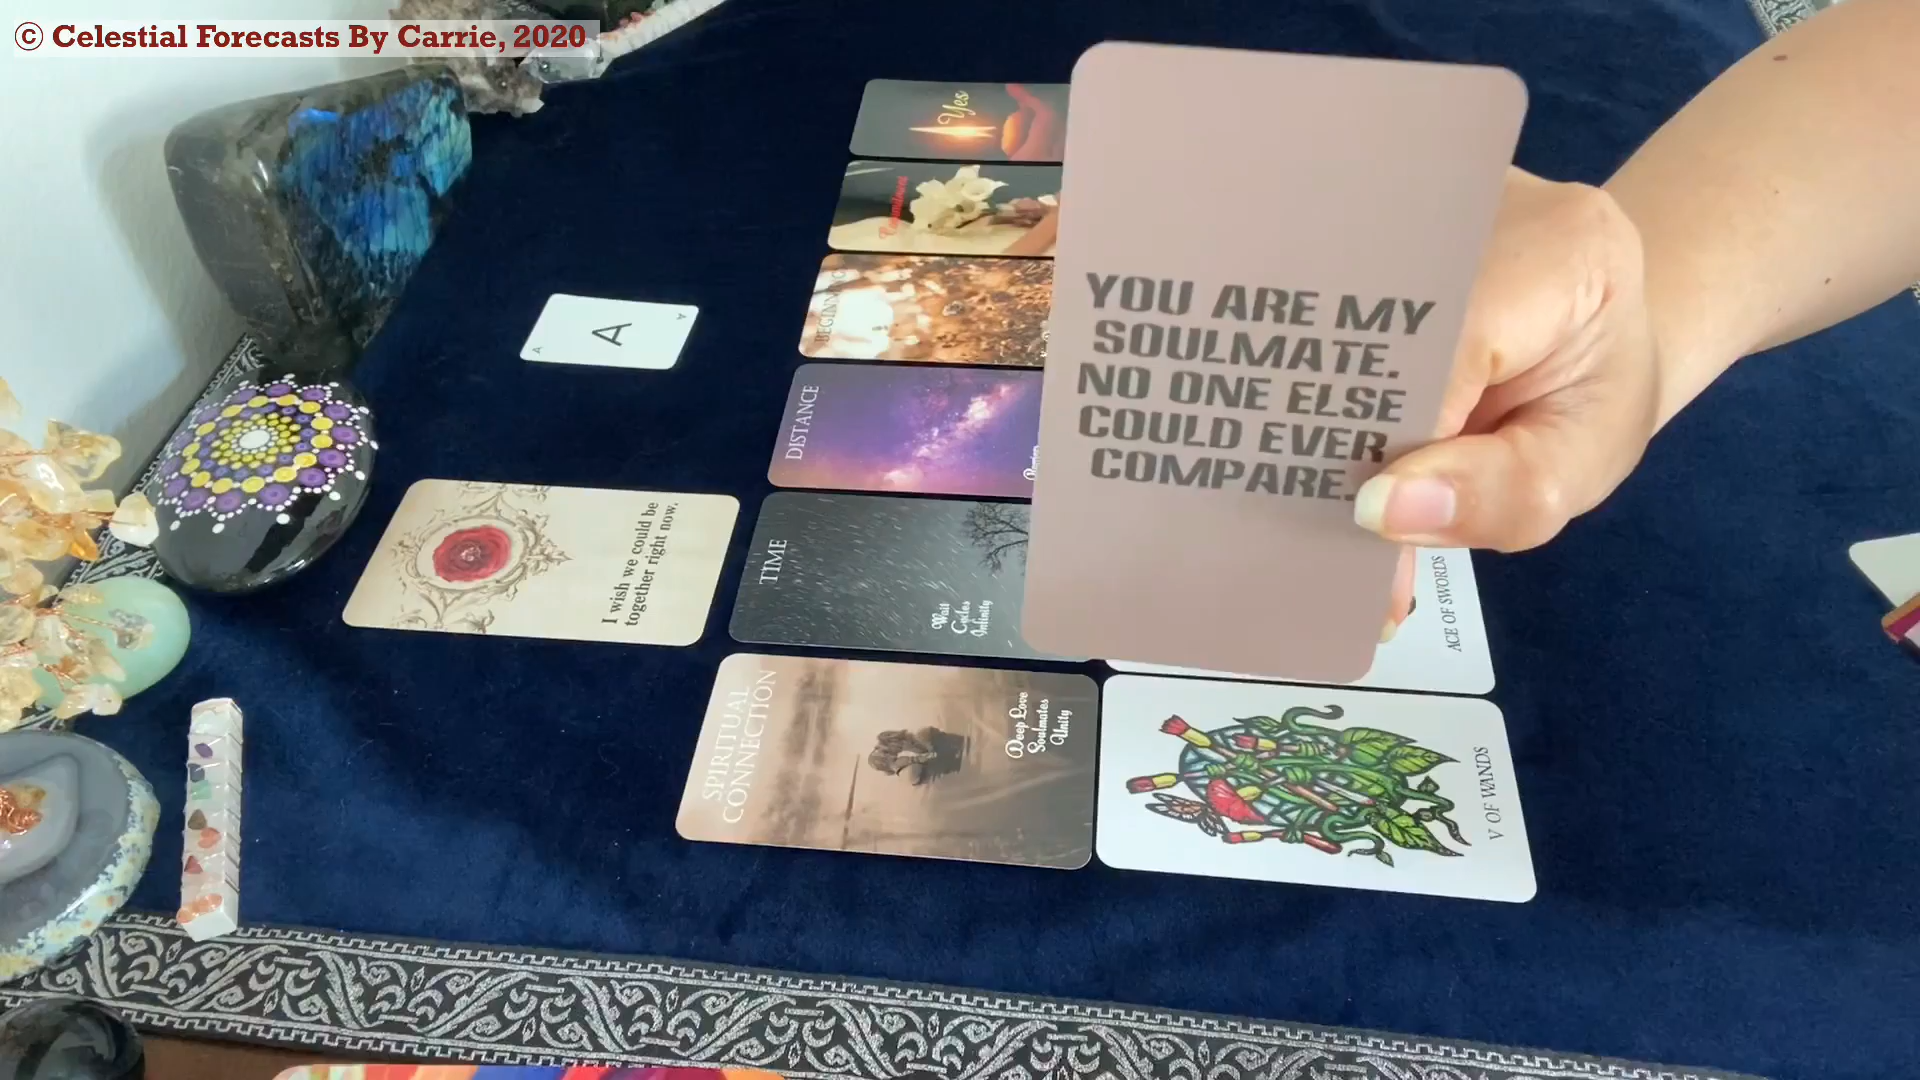 © Celestial Forecasts By Carrie, 2020
Yes
Commitment
BEGINNING
DISTANCE
TIME
Wait
Cycles
Infinity
SPIRITUAL
CONNECTION
Deep Love
Soulmates
Unity
A
A
A
I wish we could be
together right now.
YOU ARE MY
SOULMATE.
NO ONE ELSE
COULD EVER
COMPARE.
ACE OF SWORDS
V OF WANDS